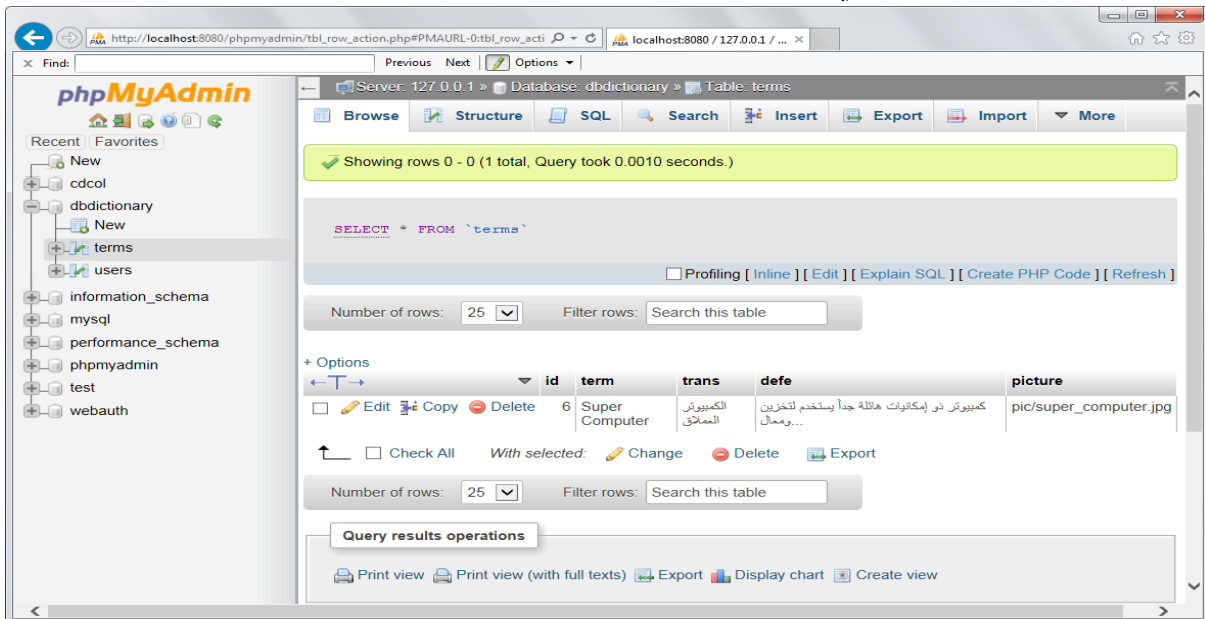 http://localhost:8080/phpmyadmin/tbl_row_action.php#PMAURL-0:tbl_row_acti
localhost:8080 / 127.0.0.1 / ...
Find: Previous Next Options
phpMyAdmin
Recent Favorites
New
cdcol
dbdictionary
New
terms
users
information_schema
mysql
performance_schema
phpmyadmin
test
webauth
Server: 127.0.0.1 » Database: dbdictionary » Table: terms
Browse Structure SQL Search Insert Export Import More
Showing rows 0 - 0 (1 total, Query took 0.0010 seconds.)
SELECT * FROM `terms`
Profiling [ Inline ] [ Edit ] [ Explain SQL ] [ Create PHP Code ] [ Refresh ]
Number of rows: 25 Filter rows: Search this table
+ Options
id term trans defe picture
Edit Copy Delete 6 Super الكمبيوتر كمبيوتر ذو إمكانيات هائلة جداً يستخدم لتخزين pic/super_computer.jpg
Computer العملاق ومعال...
Check All With selected: Change Delete Export
Number of rows: 25 Filter rows: Search this table
Query results operations
Print view Print view (with full texts) Export Display chart Create view